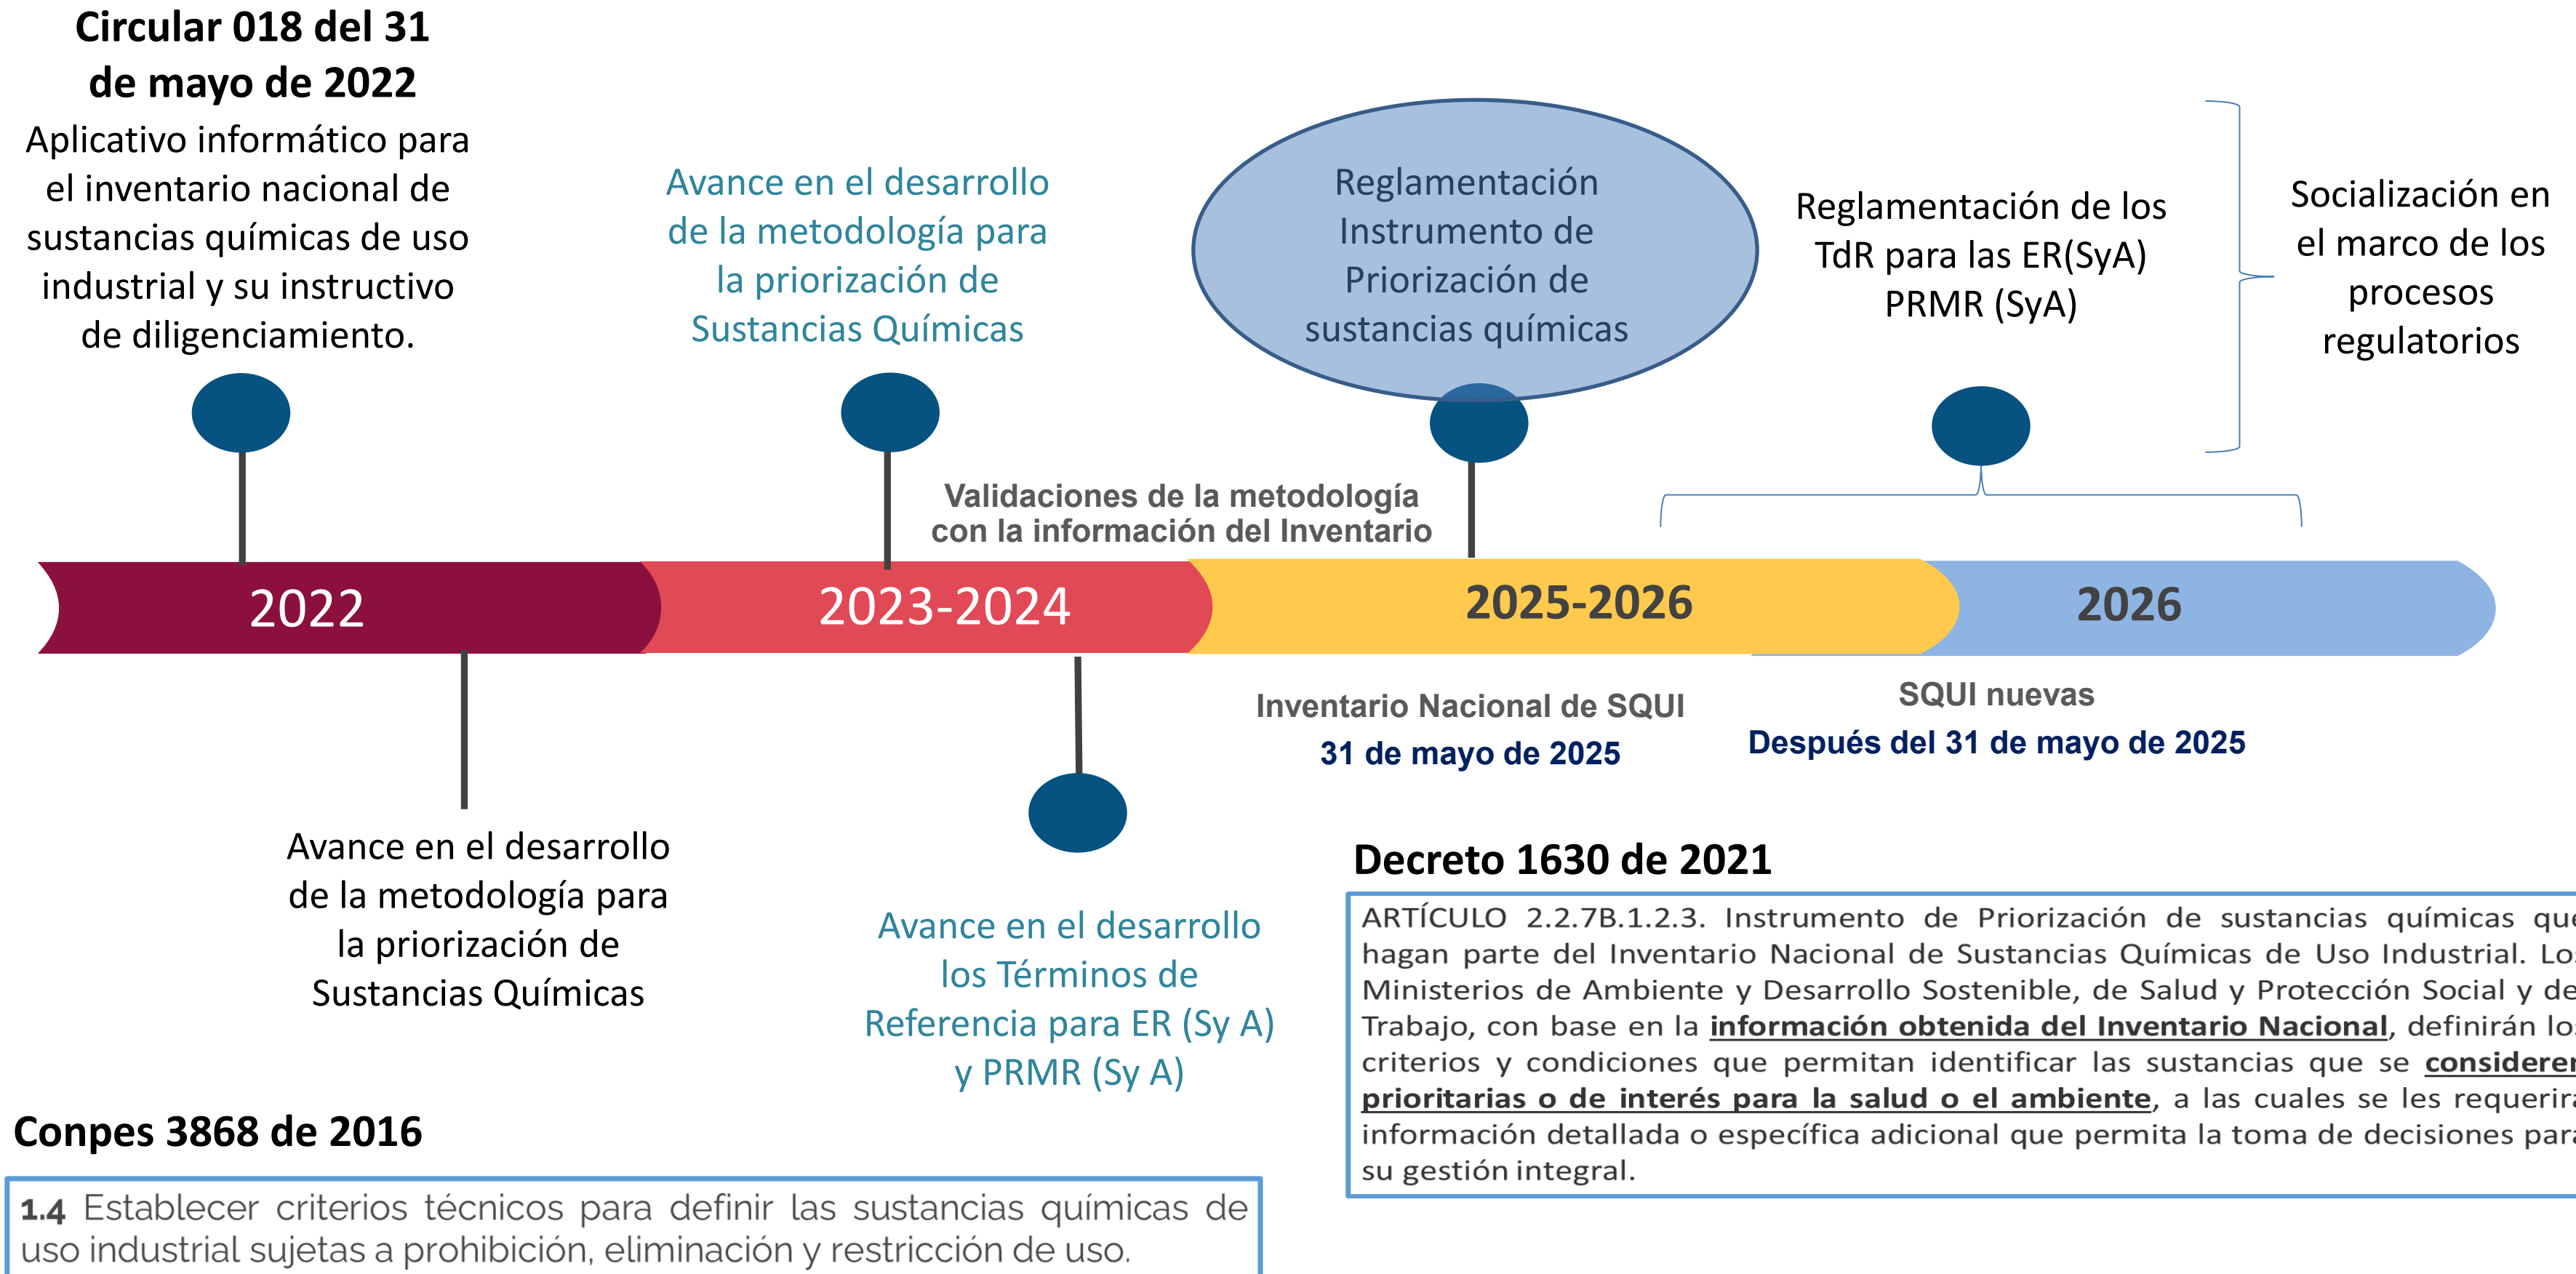 Circular 018 del 31
de mayo de 2022
Aplicativo informático para
el inventario nacional de
sustancias químicas de uso
industrial y su instructivo
de diligenciamiento.
Avance en el desarrollo
de la metodología para
la priorización de
Sustancias Químicas
Reglamentación
Instrumento de
Priorización de
sustancias químicas
Reglamentación de los
TdR para las ER(SyA)
PRMR (SyA)
Socialización en
el marco de los
procesos
regulatorios
Validaciones de la metodología
con la información del Inventario
2022
2023-2024
2025-2026
2026
Inventario Nacional de SQUI
31 de mayo de 2025
SQUI nuevas
Después del 31 de mayo de 2025
Avance en el desarrollo
de la metodología para
la priorización de
Sustancias Químicas
Avance en el desarrollo
los Términos de
Referencia para ER (Sy A)
y PRMR (Sy A)
Decreto 1630 de 2021
ARTÍCULO 2.2.7B.1.2.3. Instrumento de Priorización de sustancias químicas que
hagan parte del Inventario Nacional de Sustancias Químicas de Uso Industrial. Los
Ministerios de Ambiente y Desarrollo Sostenible, de Salud y Protección Social y de
Trabajo, con base en la información obtenida del Inventario Nacional, definirán los
criterios y condiciones que permitan identificar las sustancias que se consideren
prioritarias o de interés para la salud o el ambiente, a las cuales se les requerirá
información detallada o específica adicional que permita la toma de decisiones para
su gestión integral.
Conpes 3868 de 2016
1.4 Establecer criterios técnicos para definir las sustancias químicas de
uso industrial sujetas a prohibición, eliminación y restricción de uso.